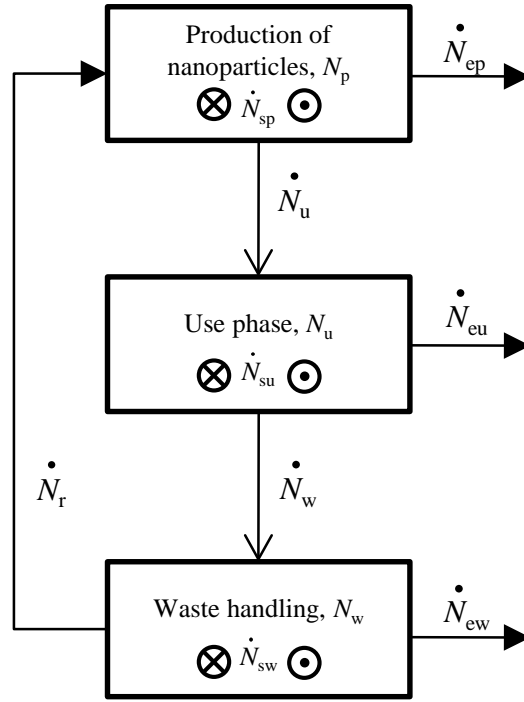 Production of
nanoparticles, Np
Ṅsp
Ṅep
Ṅu
Use phase, Nu
Ṅsu
Ṅeu
Ṅr
Ṅw
Waste handling, Nw
Ṅsw
Ṅew